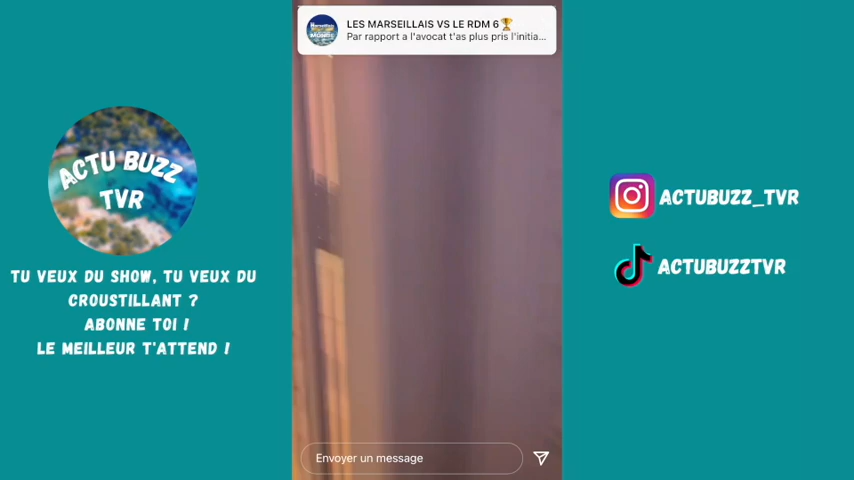 LES MARSEILLAIS VS LE RDM 6🏆
Par rapport a l'avocat t'as plus pris l'initia...
ACTU BUZZ
TVR
TU VEUX DU SHOW, TU VEUX DU
CROUSTILLANT ?
ABONNE TOI !
LE MEILLEUR T'ATTEND !
ACTUBUZZ_TVR
ACTUBUZZTVR
Envoyer un message